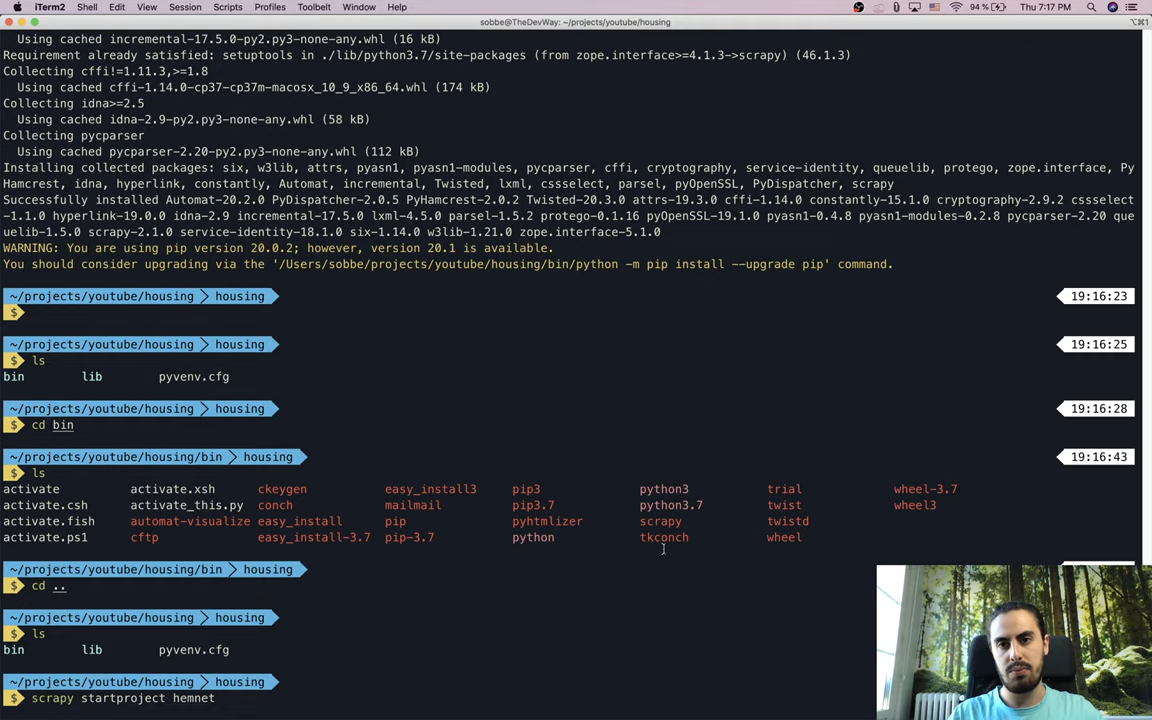 iTerm2 Shell Edit View Session Scripts Profiles Toolbelt Window Help 94 % Thu 7:17 PM
sobbe@TheDevWay: ~/projects/youtube/housing ⌥⌘1
Using cached incremental-17.5.0-py2.py3-none-any.whl (16 kB)
Requirement already satisfied: setuptools in ./lib/python3.7/site-packages (from zope.interface>=4.1.3->scrapy) (46.1.3)
Collecting cffi!=1.11.3,>=1.8
Using cached cffi-1.14.0-cp37-cp37m-macosx_10_9_x86_64.whl (174 kB)
Collecting idna>=2.5
Using cached idna-2.9-py2.py3-none-any.whl (58 kB)
Collecting pycparser
Using cached pycparser-2.20-py2.py3-none-any.whl (112 kB)
Installing collected packages: six, w3lib, attrs, pyasn1, pyasn1-modules, pycparser, cffi, cryptography, service-identity, queuelib, protego, zope.interface, Py
Hamcrest, idna, hyperlink, constantly, Automat, incremental, Twisted, lxml, cssselect, parsel, pyOpenSSL, PyDispatcher, scrapy
Successfully installed Automat-20.2.0 PyDispatcher-2.0.5 PyHamcrest-2.0.2 Twisted-20.3.0 attrs-19.3.0 cffi-1.14.0 constantly-15.1.0 cryptography-2.9.2 cssselect
-1.1.0 hyperlink-19.0.0 idna-2.9 incremental-17.5.0 lxml-4.5.0 parsel-1.5.2 protego-0.1.16 pyOpenSSL-19.1.0 pyasn1-0.4.8 pyasn1-modules-0.2.8 pycparser-2.20 que
uelib-1.5.0 scrapy-2.1.0 service-identity-18.1.0 six-1.14.0 w3lib-1.21.0 zope.interface-5.1.0
WARNING: You are using pip version 20.0.2; however, version 20.1 is available.
You should consider upgrading via the '/Users/sobbe/projects/youtube/housing/bin/python -m pip install --upgrade pip' command.
~/projects/youtube/housing housing 19:16:23
$
~/projects/youtube/housing housing 19:16:25
$ ls
bin lib pyvenv.cfg
~/projects/youtube/housing housing 19:16:28
$ cd bin
~/projects/youtube/housing/bin housing 19:16:43
$ ls
activate activate.xsh ckeygen easy_install3 pip3 python3 trial wheel-3.7
activate.csh activate_this.py conch mailmail pip3.7 python3.7 twist wheel3
activate.fish automat-visualize easy_install pip pyhtmlizer scrapy twistd
activate.ps1 cftp easy_install-3.7 pip-3.7 python tkconch wheel
~/projects/youtube/housing/bin housing
$ cd ..
~/projects/youtube/housing housing
$ ls
bin lib pyvenv.cfg
~/projects/youtube/housing housing
$ scrapy startproject hemnet